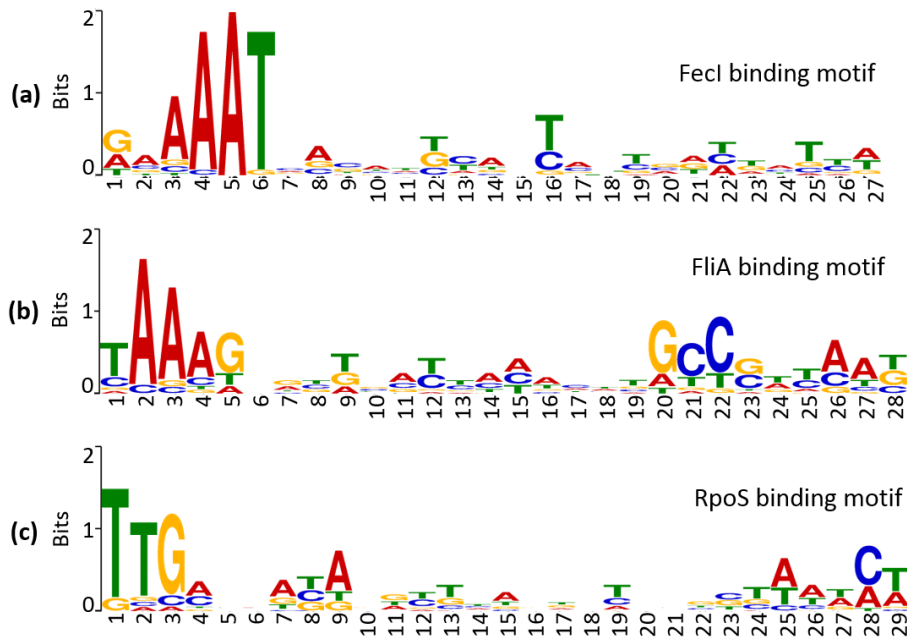 (a)
Bits
2
1
0
FecI binding motif
1 2 3 4 5 6 7 8 9 10 11 12 13 14 15 16 17 18 19 20 21 22 23 24 25 26 27
(b)
Bits
2
1
0
FliA binding motif
1 2 3 4 5 6 7 8 9 10 11 12 13 14 15 16 17 18 19 20 21 22 23 24 25 26 27 28
(c)
Bits
2
1
0
RpoS binding motif
1 2 3 4 5 6 7 8 9 10 11 12 13 14 15 16 17 18 19 20 21 22 23 24 25 26 27 28 29